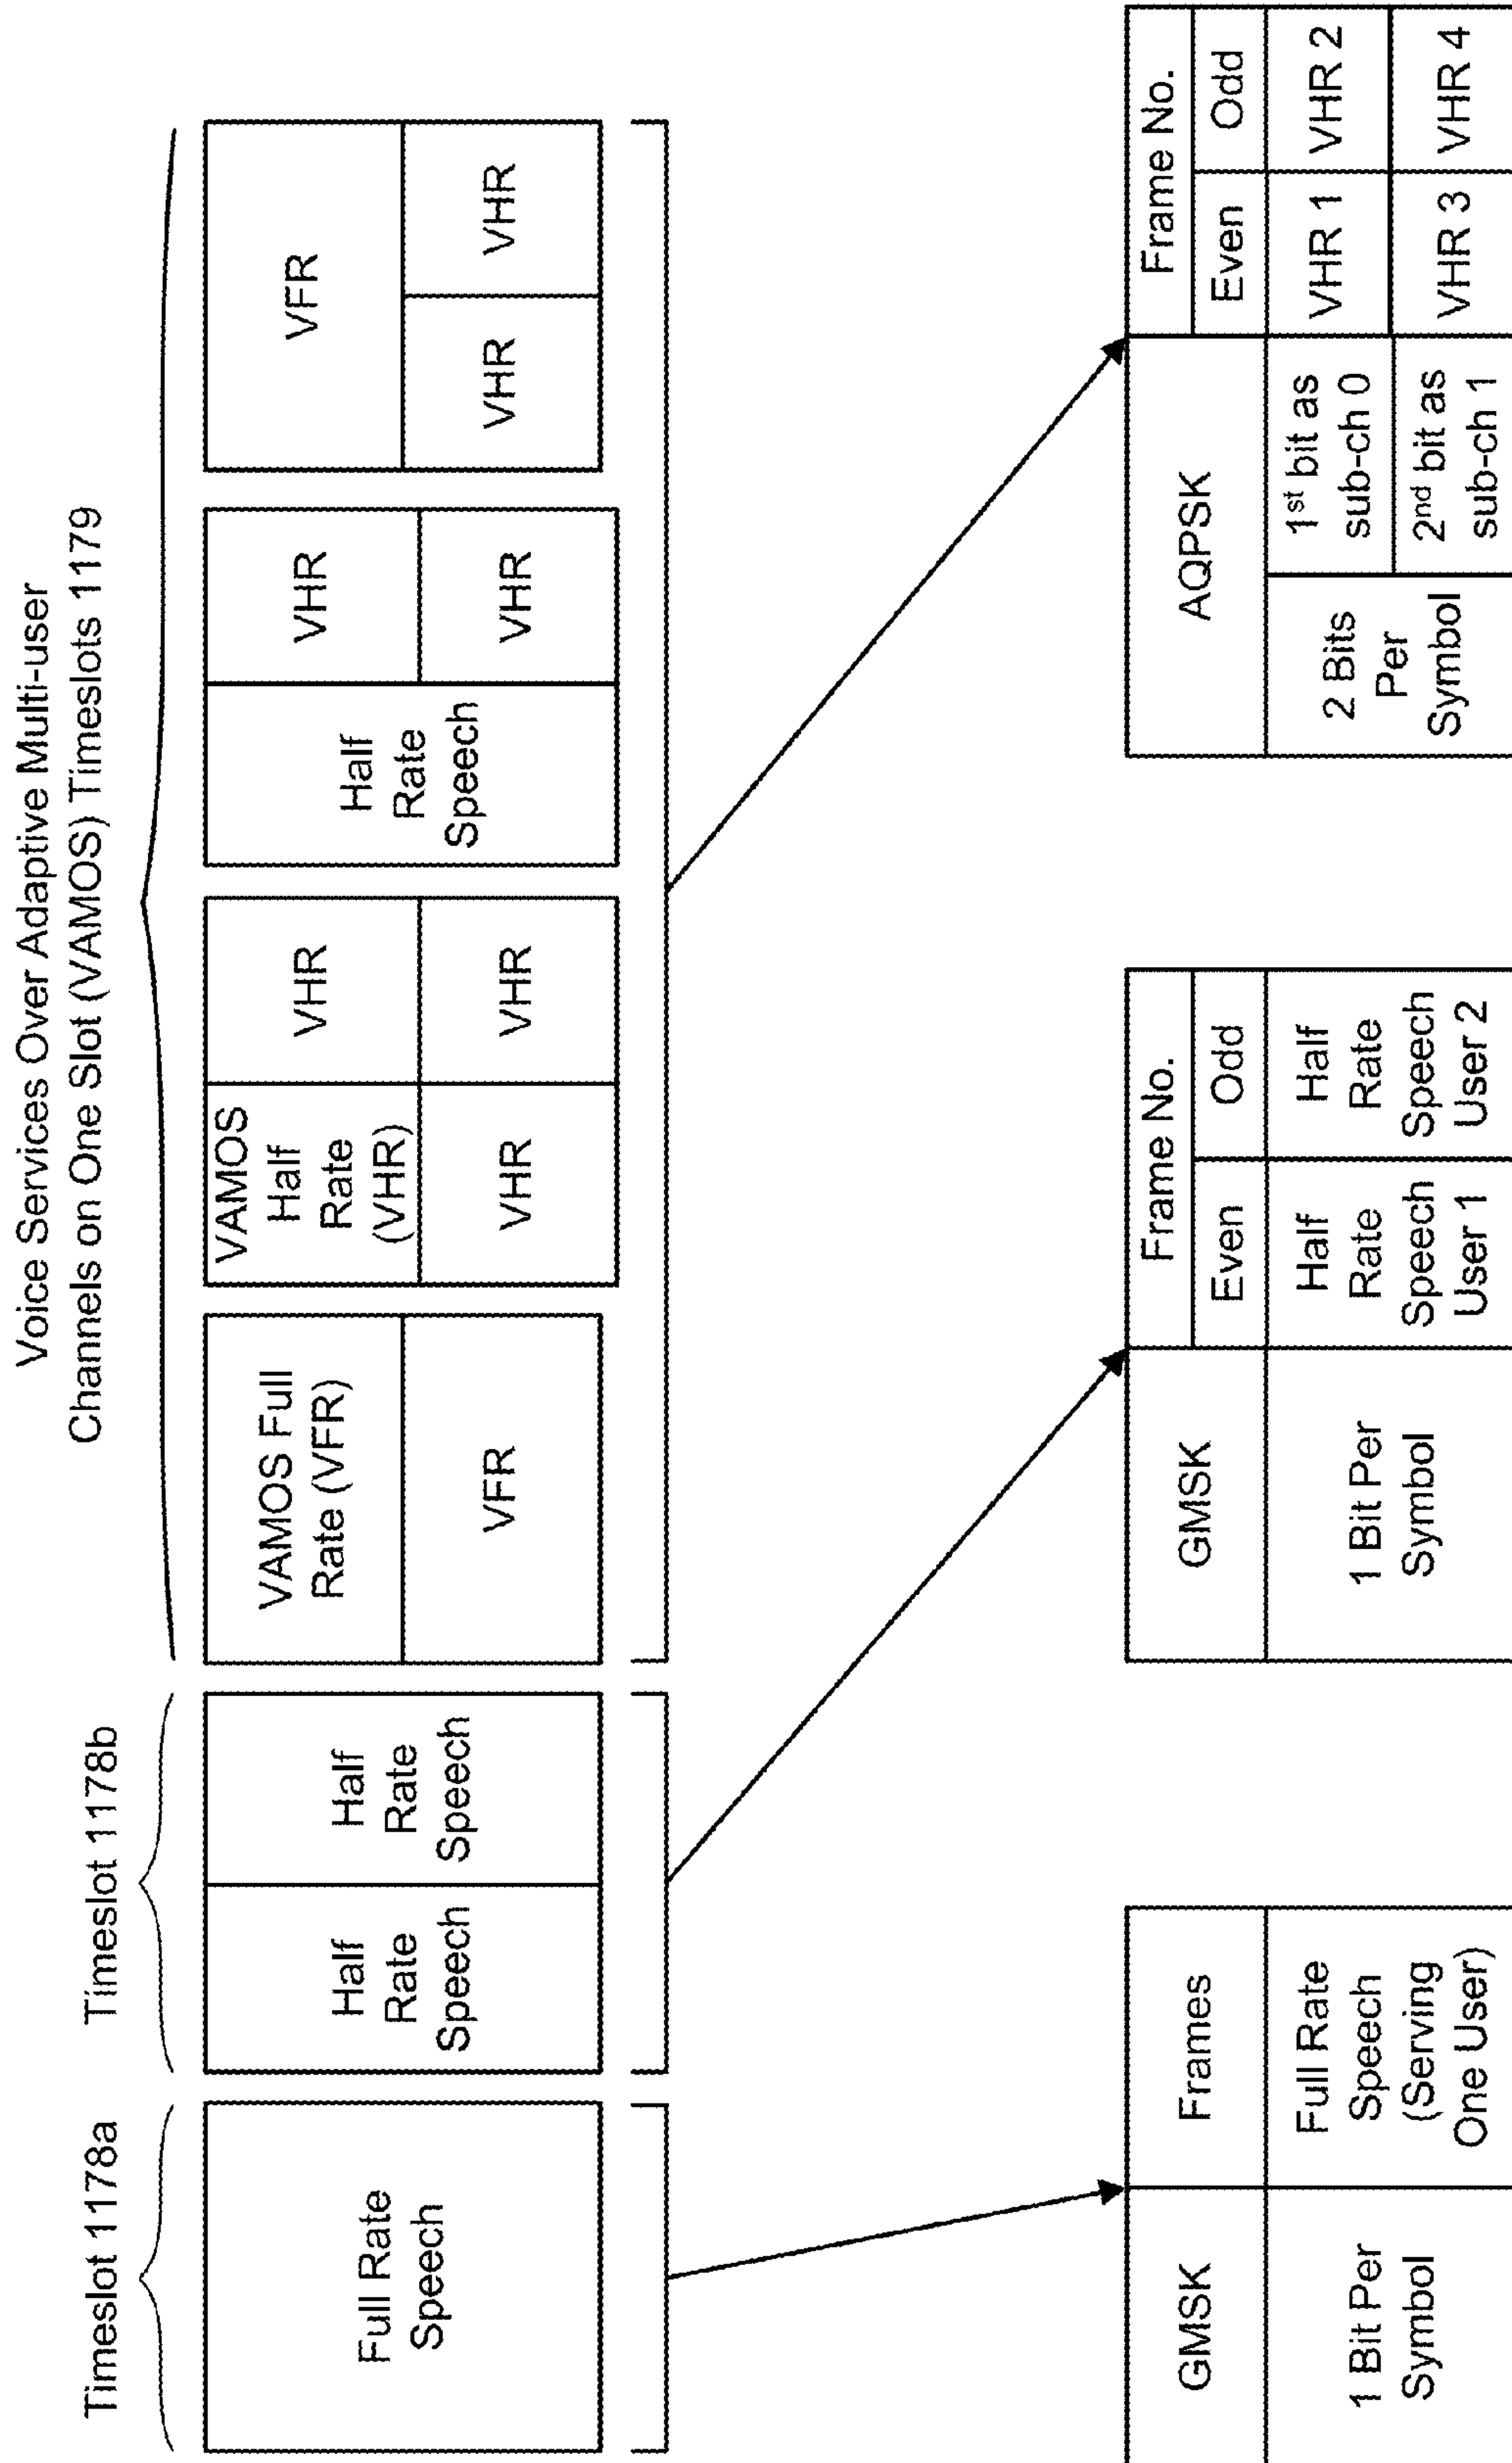 Voice Services Over Adaptive Multi-user
Channels on One Slot (VAMOS) Timeslots 1179
Timeslot 1178a
Timeslot 1178b
Full Rate
Speech
Half
Rate
Speech
Half
Rate
Speech
VAMOS Full
Rate (VFR)
VFR
VAMOS
Half
Rate
(VHR)
VHR
VHR
VHR
Half
Rate
Speech
VHR
VHR
VFR
VHR
VHR
GMSK
Frames
1 Bit Per
Symbol
Full Rate
Speech
(Serving
One User)
GMSK
Frame No.
Even
Odd
1 Bit Per
Symbol
Half
Rate
Speech
User 1
Half
Rate
Speech
User 2
AQPSK
Frame No.
Even
Odd
2 Bits
Per
Symbol
1st bit as
sub-ch 0
VHR 1
VHR 2
2nd bit as
sub-ch 1
VHR 3
VHR 4